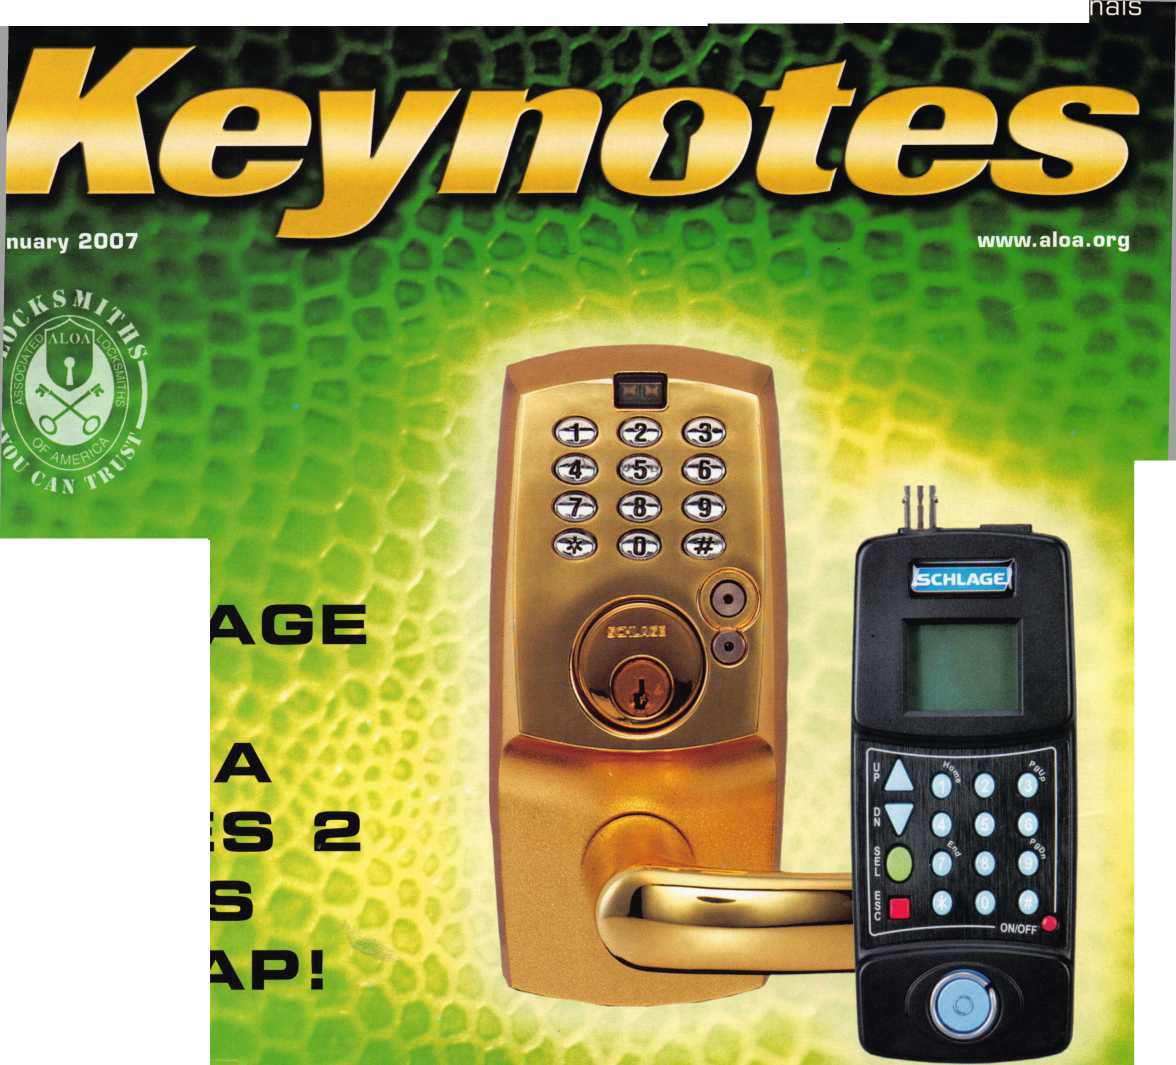 nals
Keynotes
nuary 2007
www.aloa.org
LOCKSMITHS
ALOA
ASSOCIATED LOCKSMITHS
OF AMERICA
YOU CAN TRUST
1 2 3
4 5 6
7 8 9
* 0 #
SCHLAGE
SCHLAGE
AGE
A
ES 2
S
AP!
UP
Home
1 2 3
PgUp
DN
4 5 6
SEL
End
7 8 9
PgDn
ESC
* 0 #
ON/OFF